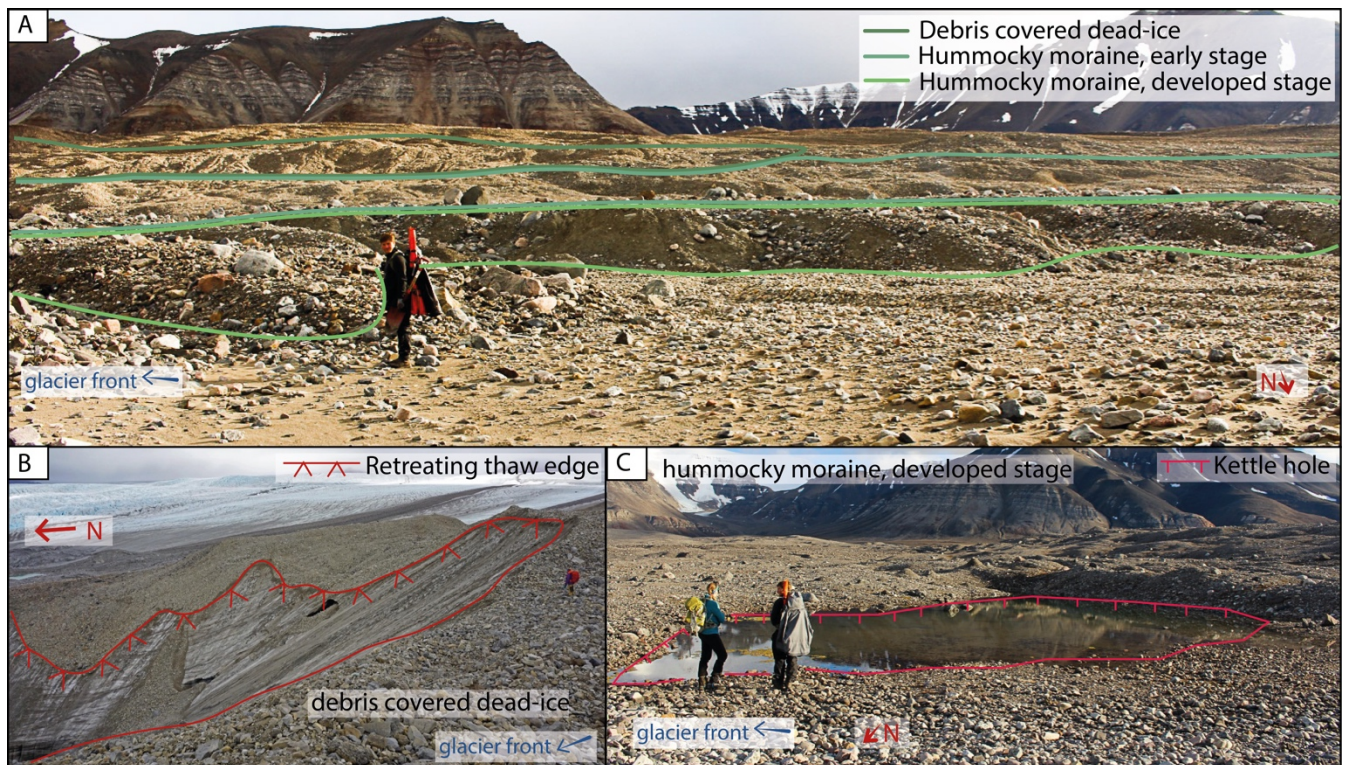 A
Debris covered dead-ice
Hummocky moraine, early stage
Hummocky moraine, developed stage
glacier front
N
B
Retreating thaw edge
N
debris covered dead-ice
glacier front
C
hummocky moraine, developed stage
Kettle hole
glacier front
N